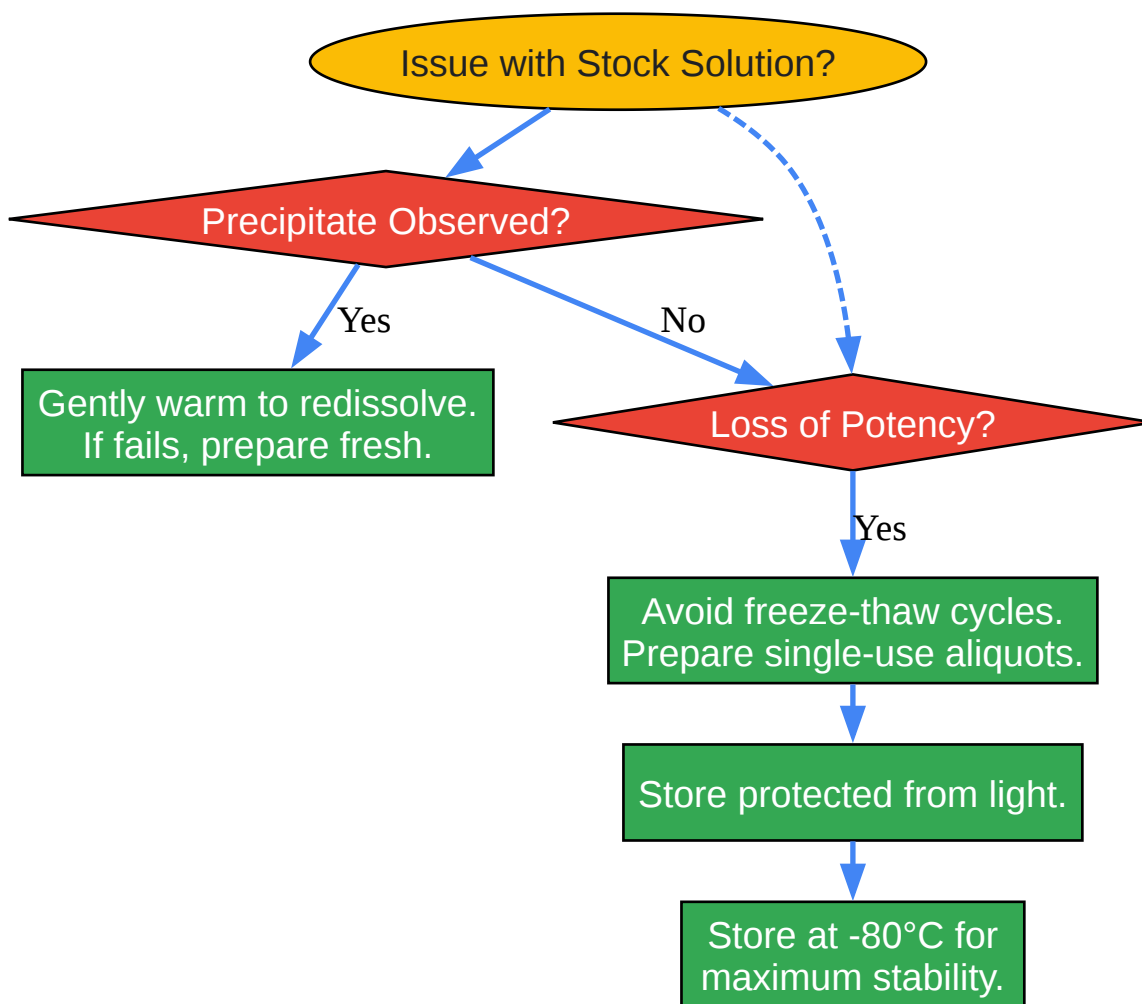 Issue with Stock Solution?
Precipitate Observed?
Yes
No
Gently warm to redissolve.
If fails, prepare fresh.
Loss of Potency?
Yes
Avoid freeze-thaw cycles.
Prepare single-use aliquots.
Store protected from light.
Store at -80°C for
maximum stability.